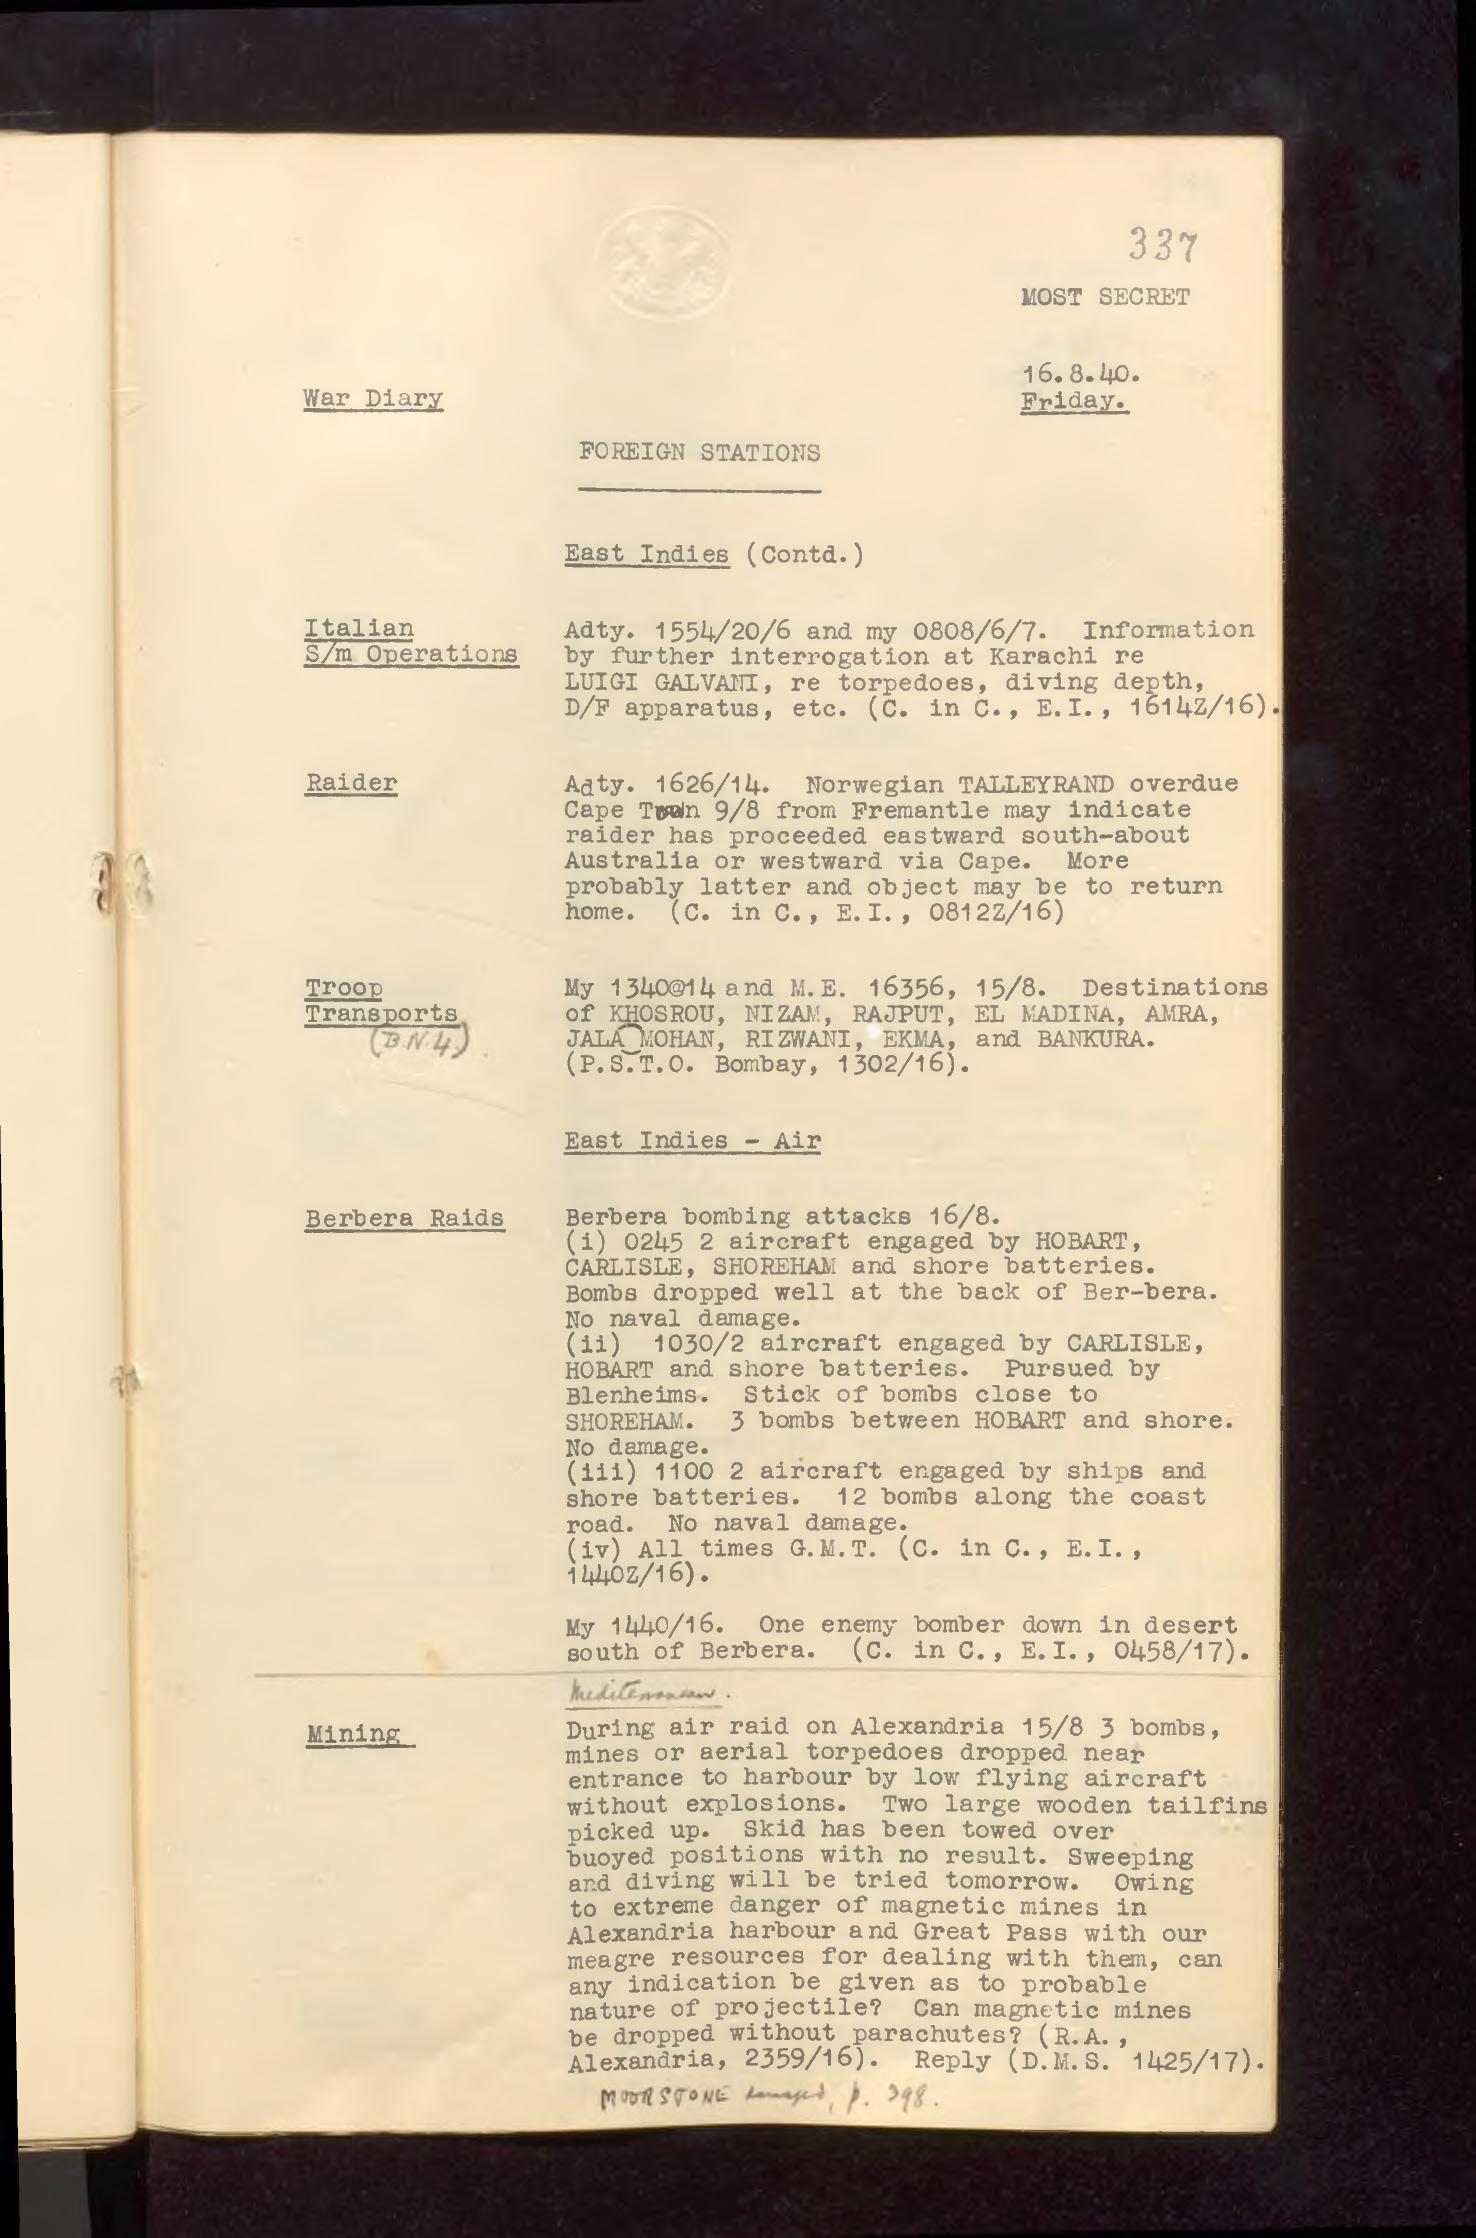 337
MOST SECRET
16.8.40.
War Diary
Friday.
FOREIGN STATIONS
East Indies (Contd.)
Italian
S/m Operations
Adty. 1554/20/6 and my 0808/6/7. Information
by further interrogation at Karachi re
LUIGI GALVANI, re torpedoes, diving depth,
D/F apparatus, etc. (C. in C., E.I., 1614Z/16).
Raider
Adty. 1626/14. Norwegian TALLEYRAND overdue
Cape Town 9/8 from Fremantle may indicate
raider has proceeded eastward south-about
Australia or westward via Cape. More
probably latter and object may be to return
home. (C. in C., E.I., 0812Z/16)
Troop
Transports
(B.N.4.).
My 1340@14 and M.E. 16356, 15/8. Destinations
of KHOSROU, NIZAM, RAJPUT, EL MADINA, AMRA,
JALA MOHAN, RIZWANI, EKMA, and BANKURA.
(P.S.T.O. Bombay, 1302/16).
East Indies - Air
Berbera Raids
Berbera bombing attacks 16/8.
(i) 0245 2 aircraft engaged by HOBART,
CARLISLE, SHOREHAM and shore batteries.
Bombs dropped well at the back of Ber-bera.
No naval damage.
(ii) 1030/2 aircraft engaged by CARLISLE,
HOBART and shore batteries. Pursued by
Blenheims. Stick of bombs close to
SHOREHAM. 3 bombs between HOBART and shore.
No damage.
(iii) 1100 2 aircraft engaged by ships and
shore batteries. 12 bombs along the coast
road. No naval damage.
(iv) All times G.M.T. (C. in C., E.I.,
1440Z/16).
My 1440/16. One enemy bomber down in desert
south of Berbera. (C. in C., E.I., 0458/17).
Mediterranean.
Mining
During air raid on Alexandria 15/8 3 bombs,
mines or aerial torpedoes dropped near
entrance to harbour by low flying aircraft
without explosions. Two large wooden tailfins
picked up. Skid has been towed over
buoyed positions with no result. Sweeping
and diving will be tried tomorrow. Owing
to extreme danger of magnetic mines in
Alexandria harbour and Great Pass with our
meagre resources for dealing with them, can
any indication be given as to probable
nature of projectile? Can magnetic mines
be dropped without parachutes? (R.A.,
Alexandria, 2359/16). Reply (D.M.S. 1425/17).
MOORSTONE damaged, p. 398.